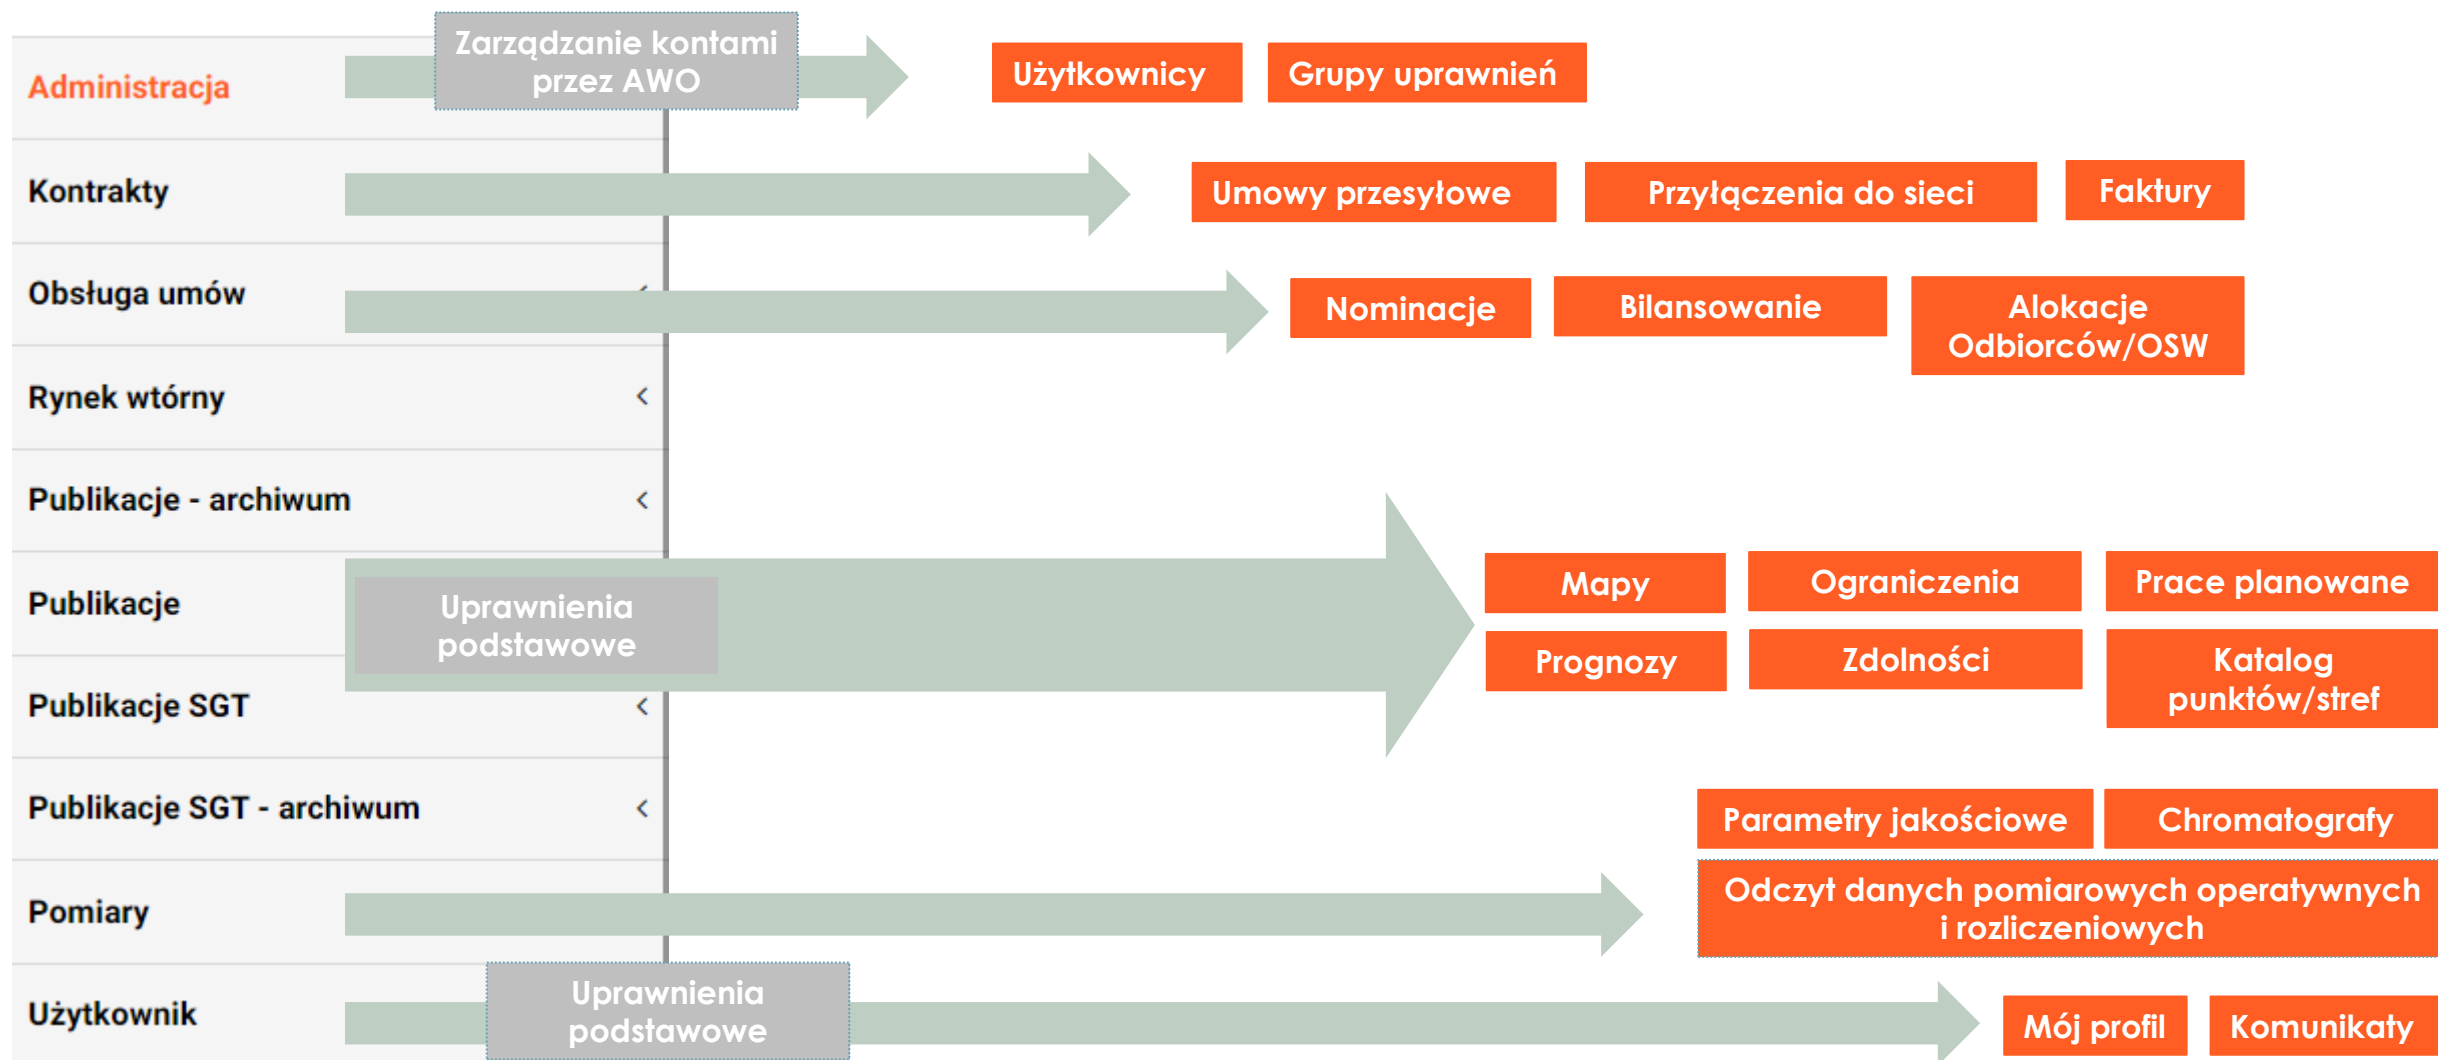 Administracja
Zarządzanie kontami
przez AWO
Użytkownicy
Grupy uprawnień
Kontrakty
Umowy przesyłowe
Przyłączenia do sieci
Faktury
Obsługa umów
Nominacje
Bilansowanie
Alokacje
Odbiorców/OSW
Rynek wtórny
Publikacje - archiwum
Publikacje
Uprawnienia
podstawowe
Mapy
Ograniczenia
Prace planowane
Prognozy
Zdolności
Katalog
punktów/stref
Publikacje SGT
Publikacje SGT - archiwum
Parametry jakościowe
Chromatografy
Pomiary
Odczyt danych pomiarowych operatywnych
i rozliczeniowych
Użytkownik
Uprawnienia
podstawowe
Mój profil
Komunikaty